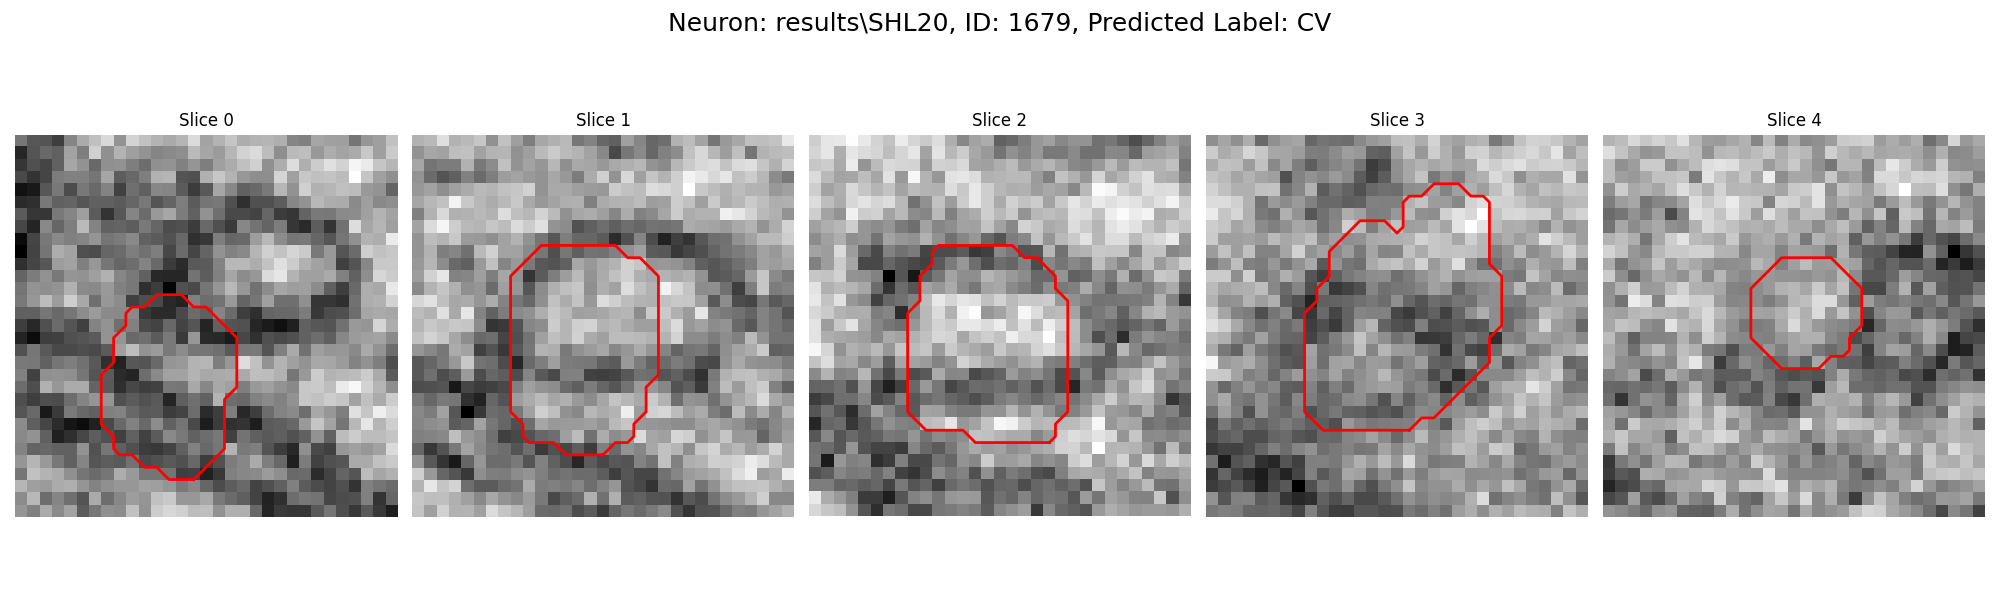 Neuron: results\SHL20, ID: 1679, Predicted Label: CV
Slice 0
Slice 1
Slice 2
Slice 3
Slice 4